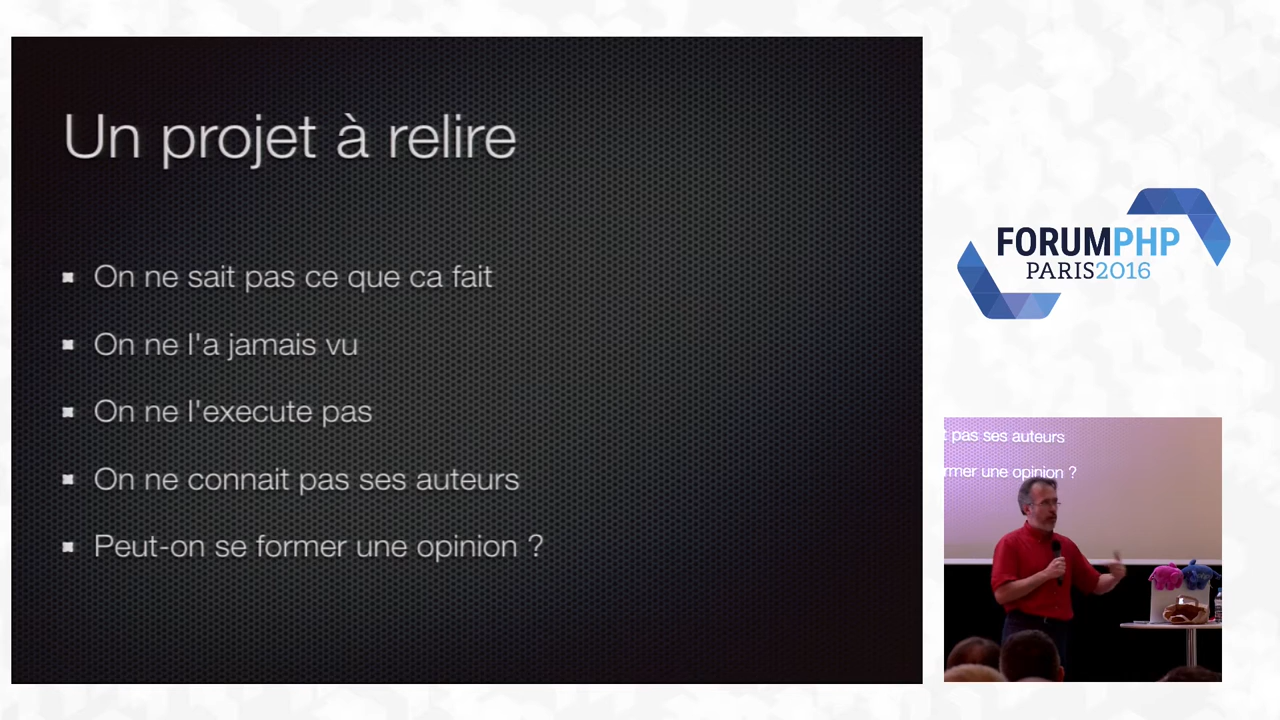 Un projet à relire
On ne sait pas ce que ca fait
On ne l'a jamais vu
On ne l'execute pas
On ne connait pas ses auteurs
Peut-on se former une opinion ?
FORUMPHP
PARIS2016
pas ses auteurs
une opinion ?